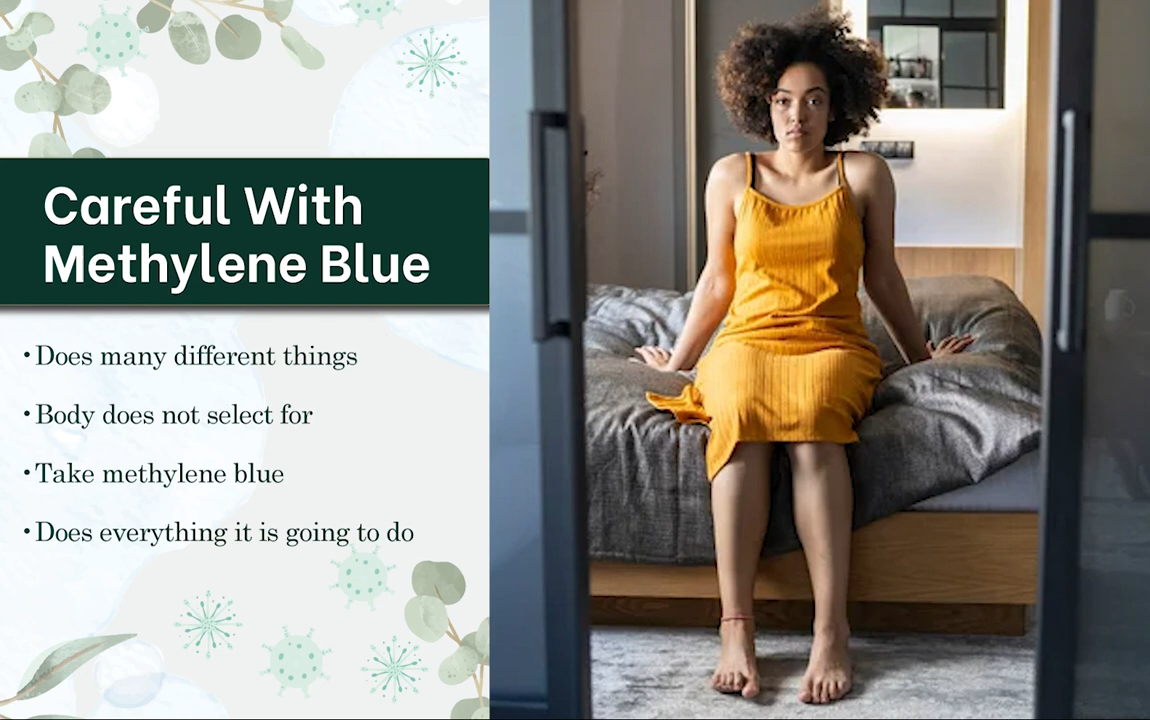 Careful With
Methylene Blue
• Does many different things
• Body does not select for
• Take methylene blue
• Does everything it is going to do